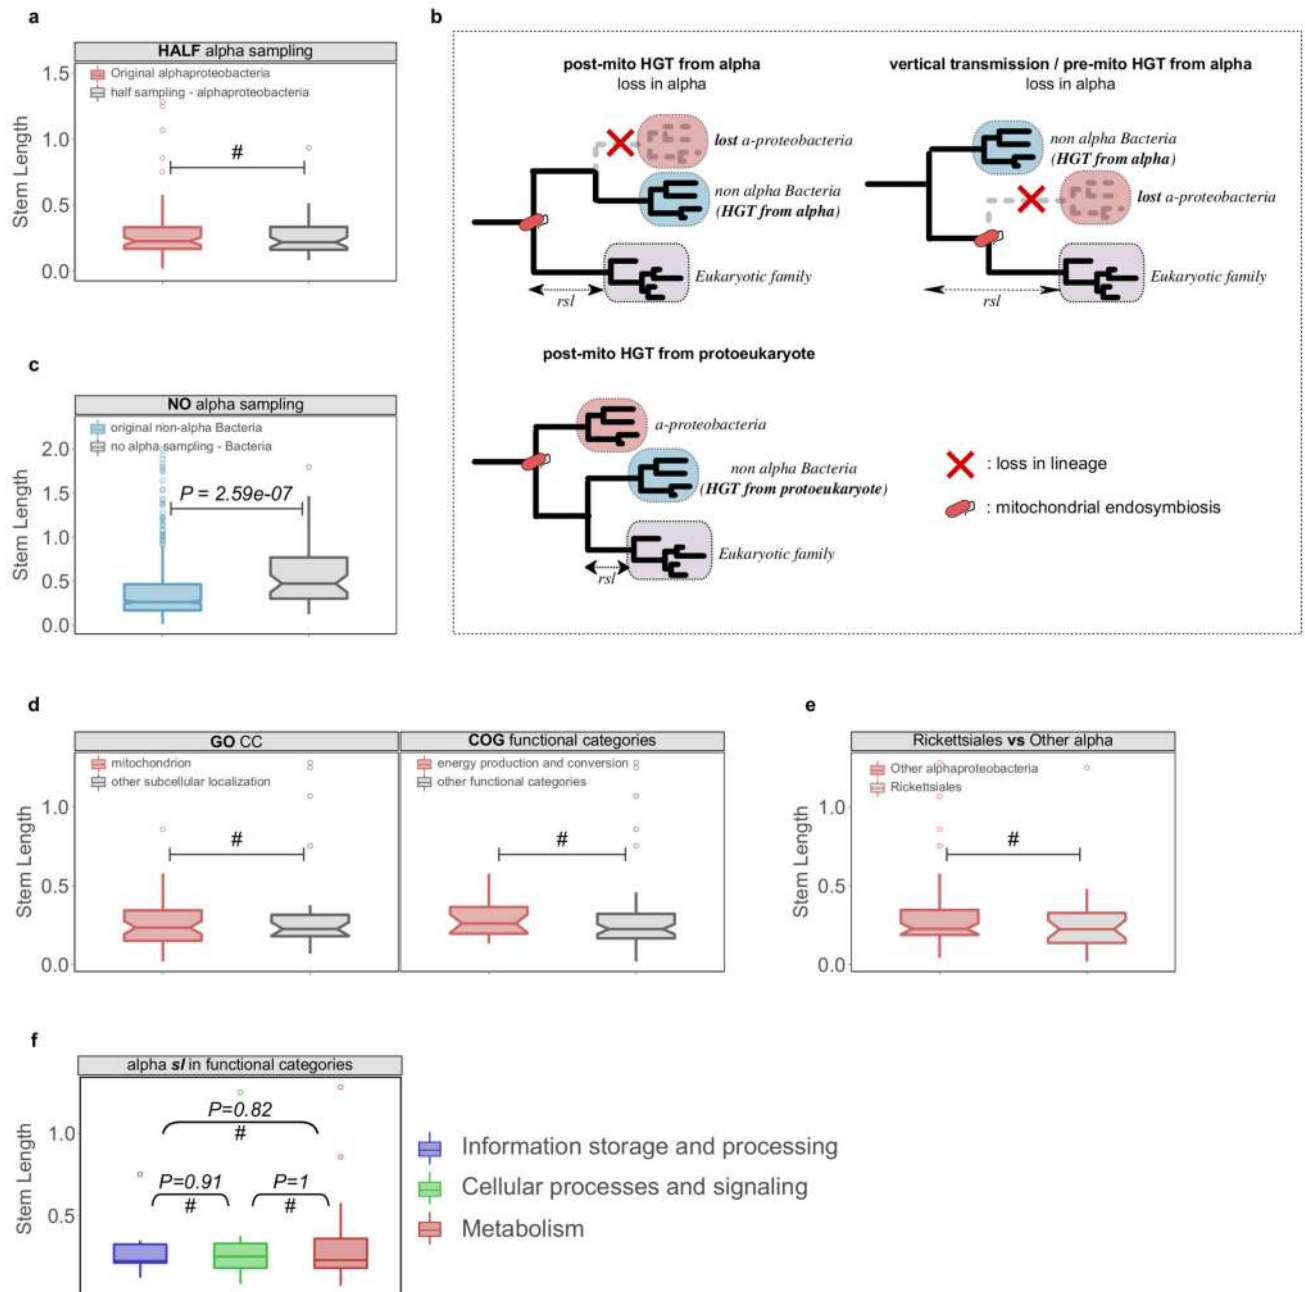 a
HALF alpha sampling
Original alphaproteobacteria
half sampling - alphaproteobacteria
#
Stem Length
1.5
1.0
0.5
0.0
b
post-mito HGT from alpha
loss in alpha
lost a-proteobacteria
non alpha Bacteria
(HGT from alpha)
Eukaryotic family
rsl
vertical transmission / pre-mito HGT from alpha
loss in alpha
non alpha Bacteria
(HGT from alpha)
lost a-proteobacteria
Eukaryotic family
rsl
post-mito HGT from protoeukaryote
a-proteobacteria
non alpha Bacteria
(HGT from protoeukaryote)
Eukaryotic family
rsl
: loss in lineage
: mitochondrial endosymbiosis
c
NO alpha sampling
original non-alpha Bacteria
no alpha sampling - Bacteria
P = 2.59e-07
Stem Length
2.0
1.5
1.0
0.5
0.0
d
GO CC
mitochondrion
other subcellular localization
#
COG functional categories
energy production and conversion
other functional categories
#
Stem Length
1.0
0.5
0.0
e
Rickettsiales vs Other alpha
Other alphaproteobacteria
Rickettsiales
#
Stem Length
1.0
0.5
0.0
f
alpha sl in functional categories
P=0.82
#
P=0.91
#
P=1
#
Stem Length
1.0
0.5
Information storage and processing
Cellular processes and signaling
Metabolism